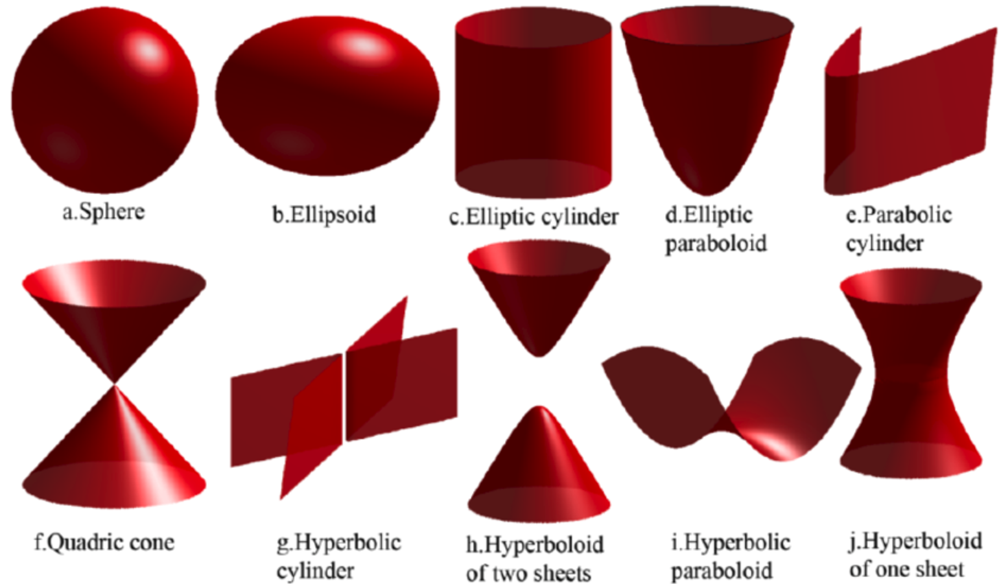 a.Sphere
b.Ellipsoid
c.Elliptic cylinder
d.Elliptic
paraboloid
e.Parabolic
cylinder
f.Quadric cone
g.Hyperbolic
cylinder
h.Hyperboloid
of two sheets
i.Hyperbolic
paraboloid
j.Hyperboloid
of one sheet